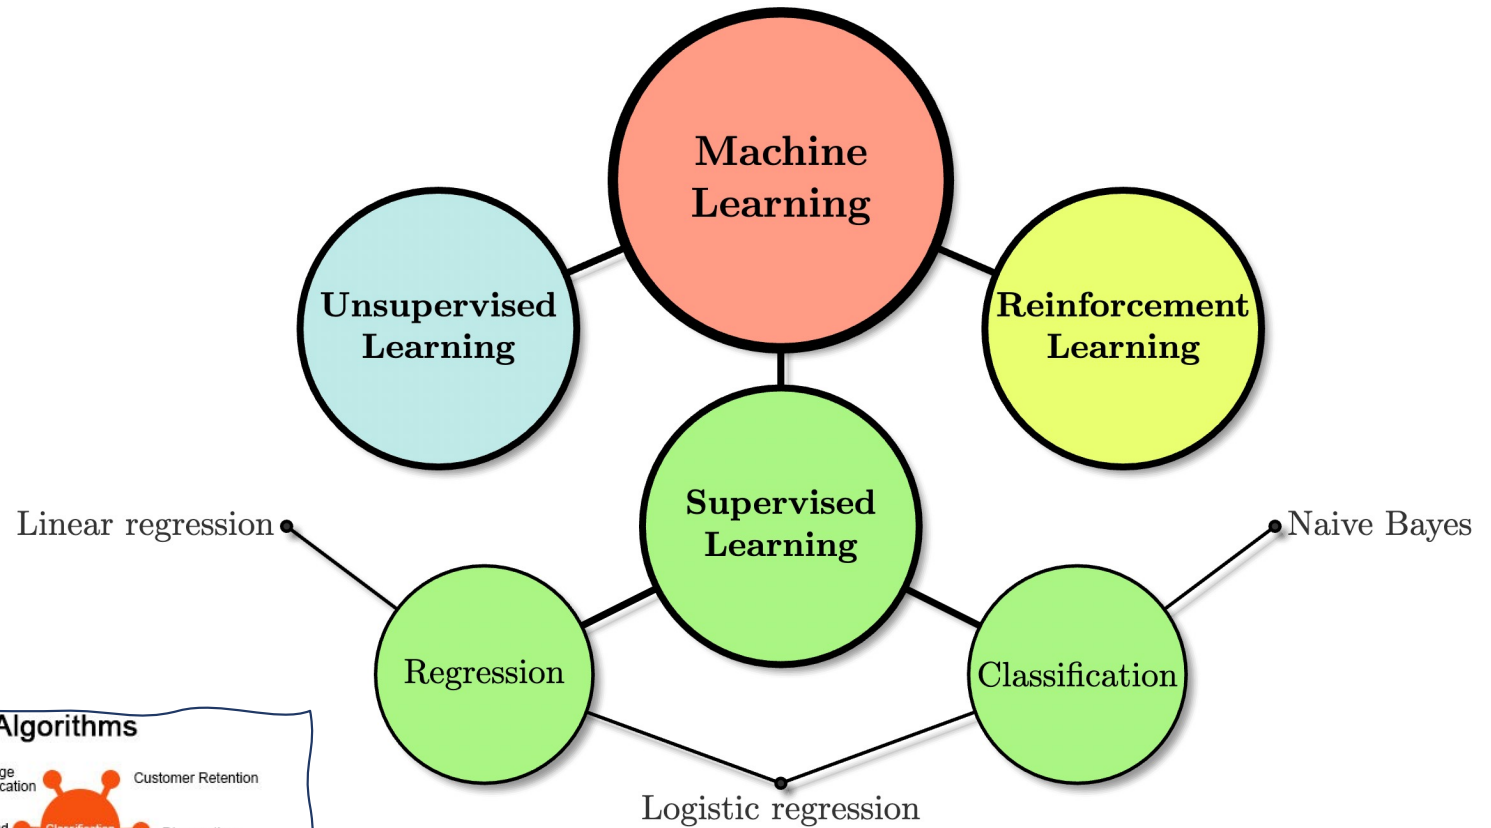 Machine
Learning
Unsupervised
Learning
Reinforcement
Learning
Supervised
Learning
Linear regression
Naive Bayes
Regression
Classification
Logistic regression
Algorithms
Customer Retention